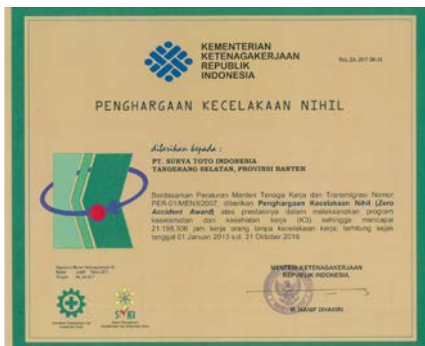 KEMENTERIAN
KETENAGAKERJAAN
REPUBLIK
INDONESIA
PENGHARGAAN KECELAKAAN NIHIL
diberikan kepada :
PT. SURYA TOTO INDONESIA
TANGERANG SELATAN, PROVINSI BANTEN
Berdasarkan Peraturan Menteri Tenaga Kerja dan Transmigrasi Nomor
PER-01/MEN/I/2007, diberikan Penghargaan Kecelakaan Nihil (Zero
Accident Award) atas prestasinya dalam melaksanakan program
keselamatan dan kesehatan kerja (K3) sehingga mencapai
21.198.306 jam kerja orang tanpa kecelakaan kerja, terhitung sejak
tanggal 01 Januari 2013 s.d. 31 Oktober 2016.
MENTERI KETENAGAKERJAAN
REPUBLIK INDONESIA,
M. HANIF DHAKIRI